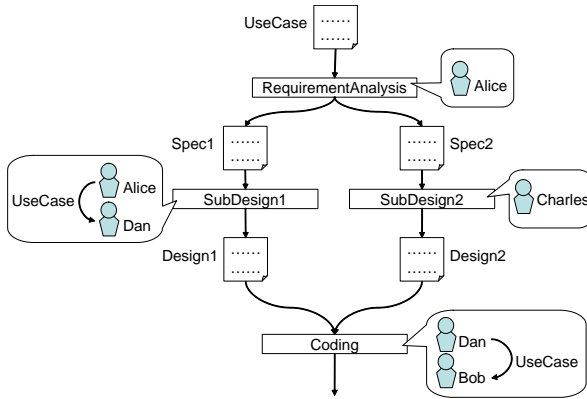 UseCase
RequirementAnalysis
Alice
Spec1
Spec2
UseCase
Alice
Dan
SubDesign1
SubDesign2
Charles
Design1
Design2
Coding
Dan
Bob
UseCase